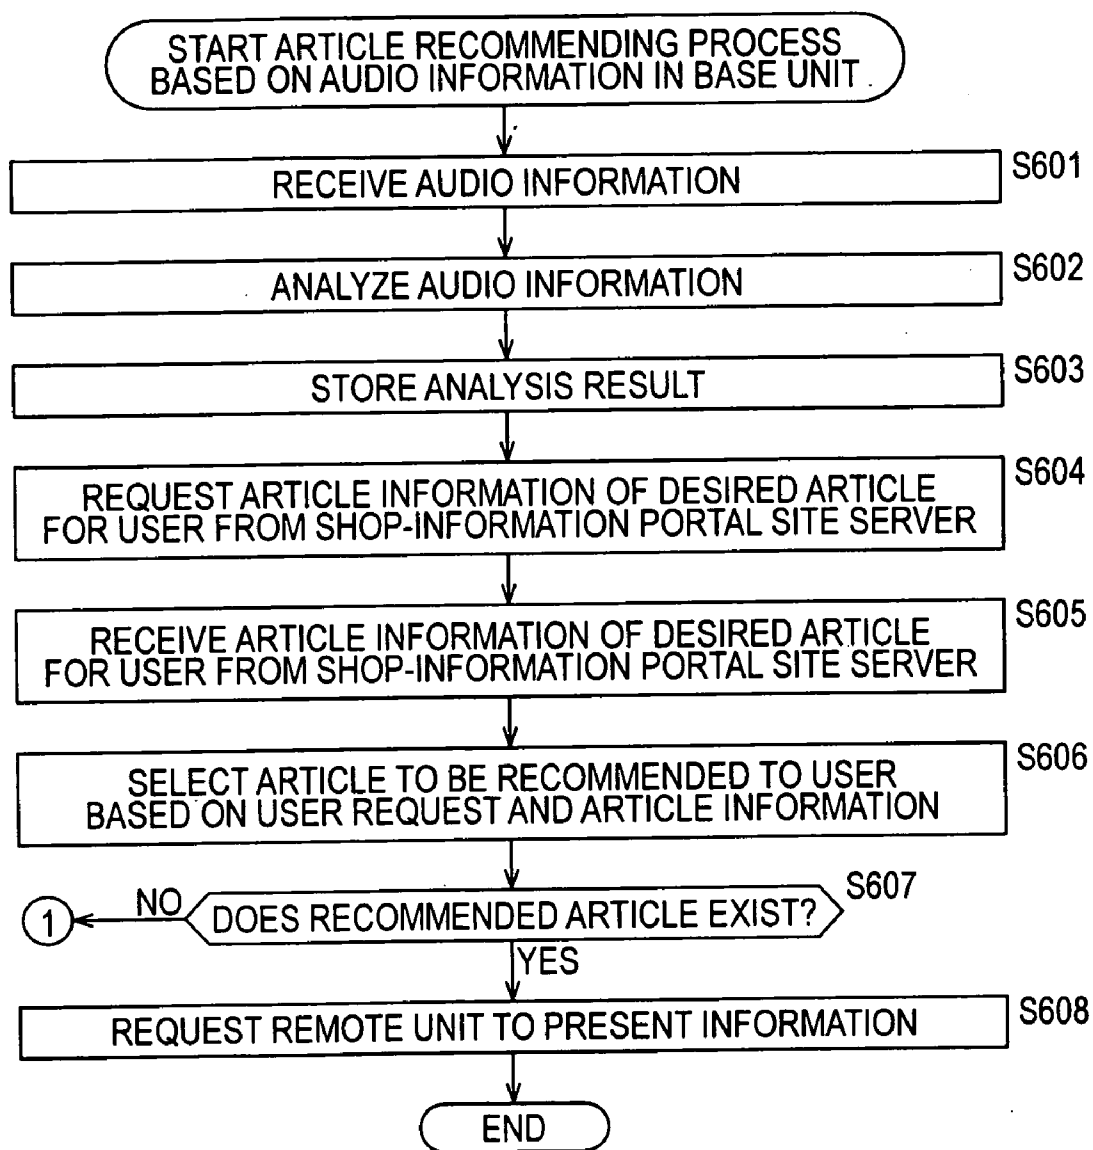 START ARTICLE RECOMMENDING PROCESS
BASED ON AUDIO INFORMATION IN BASE UNIT
RECEIVE AUDIO INFORMATION
S601
ANALYZE AUDIO INFORMATION
S602
STORE ANALYSIS RESULT
S603
REQUEST ARTICLE INFORMATION OF DESIRED ARTICLE
FOR USER FROM SHOP-INFORMATION PORTAL SITE SERVER
S604
RECEIVE ARTICLE INFORMATION OF DESIRED ARTICLE
FOR USER FROM SHOP-INFORMATION PORTAL SITE SERVER
S605
SELECT ARTICLE TO BE RECOMMENDED TO USER
BASED ON USER REQUEST AND ARTICLE INFORMATION
S606
1
NO
DOES RECOMMENDED ARTICLE EXIST?
S607
YES
REQUEST REMOTE UNIT TO PRESENT INFORMATION
S608
END